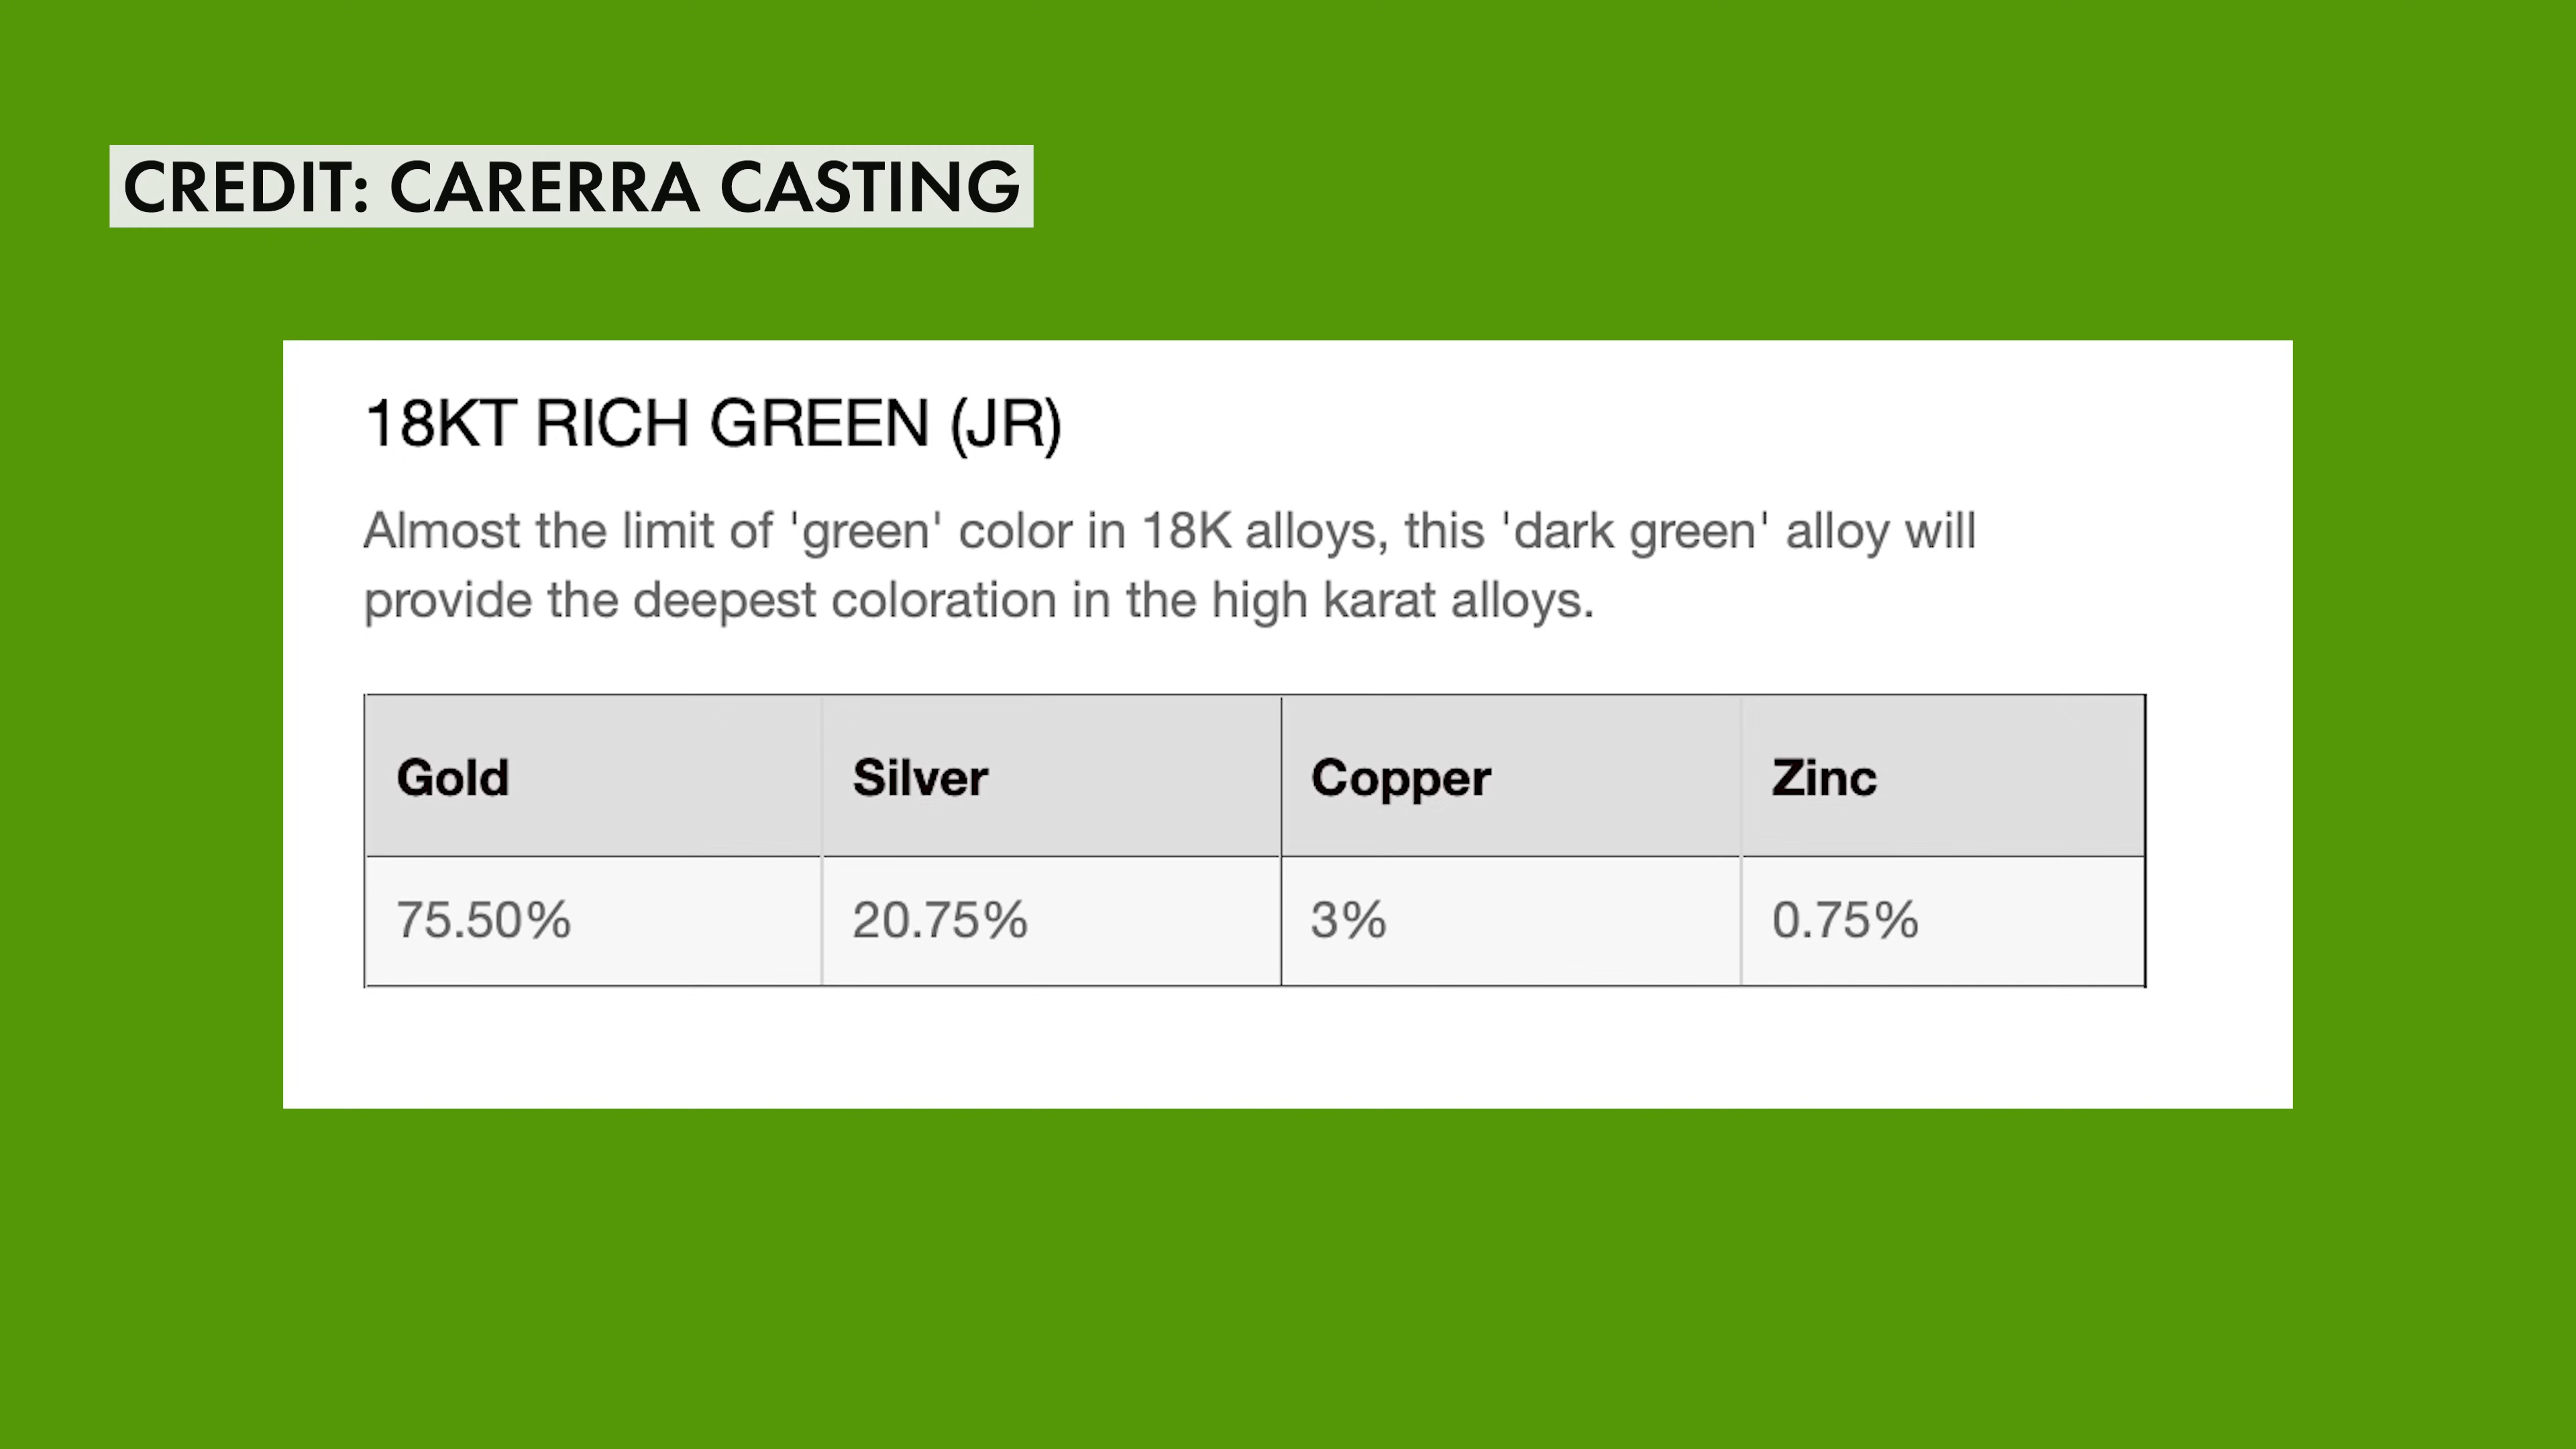 CREDIT: CARERRA CASTING
18KT RICH GREEN (JR)
Almost the limit of 'green' color in 18K alloys, this 'dark green' alloy will
provide the deepest coloration in the high karat alloys.
Gold Silver Copper Zinc
75.50% 20.75% 3% 0.75%